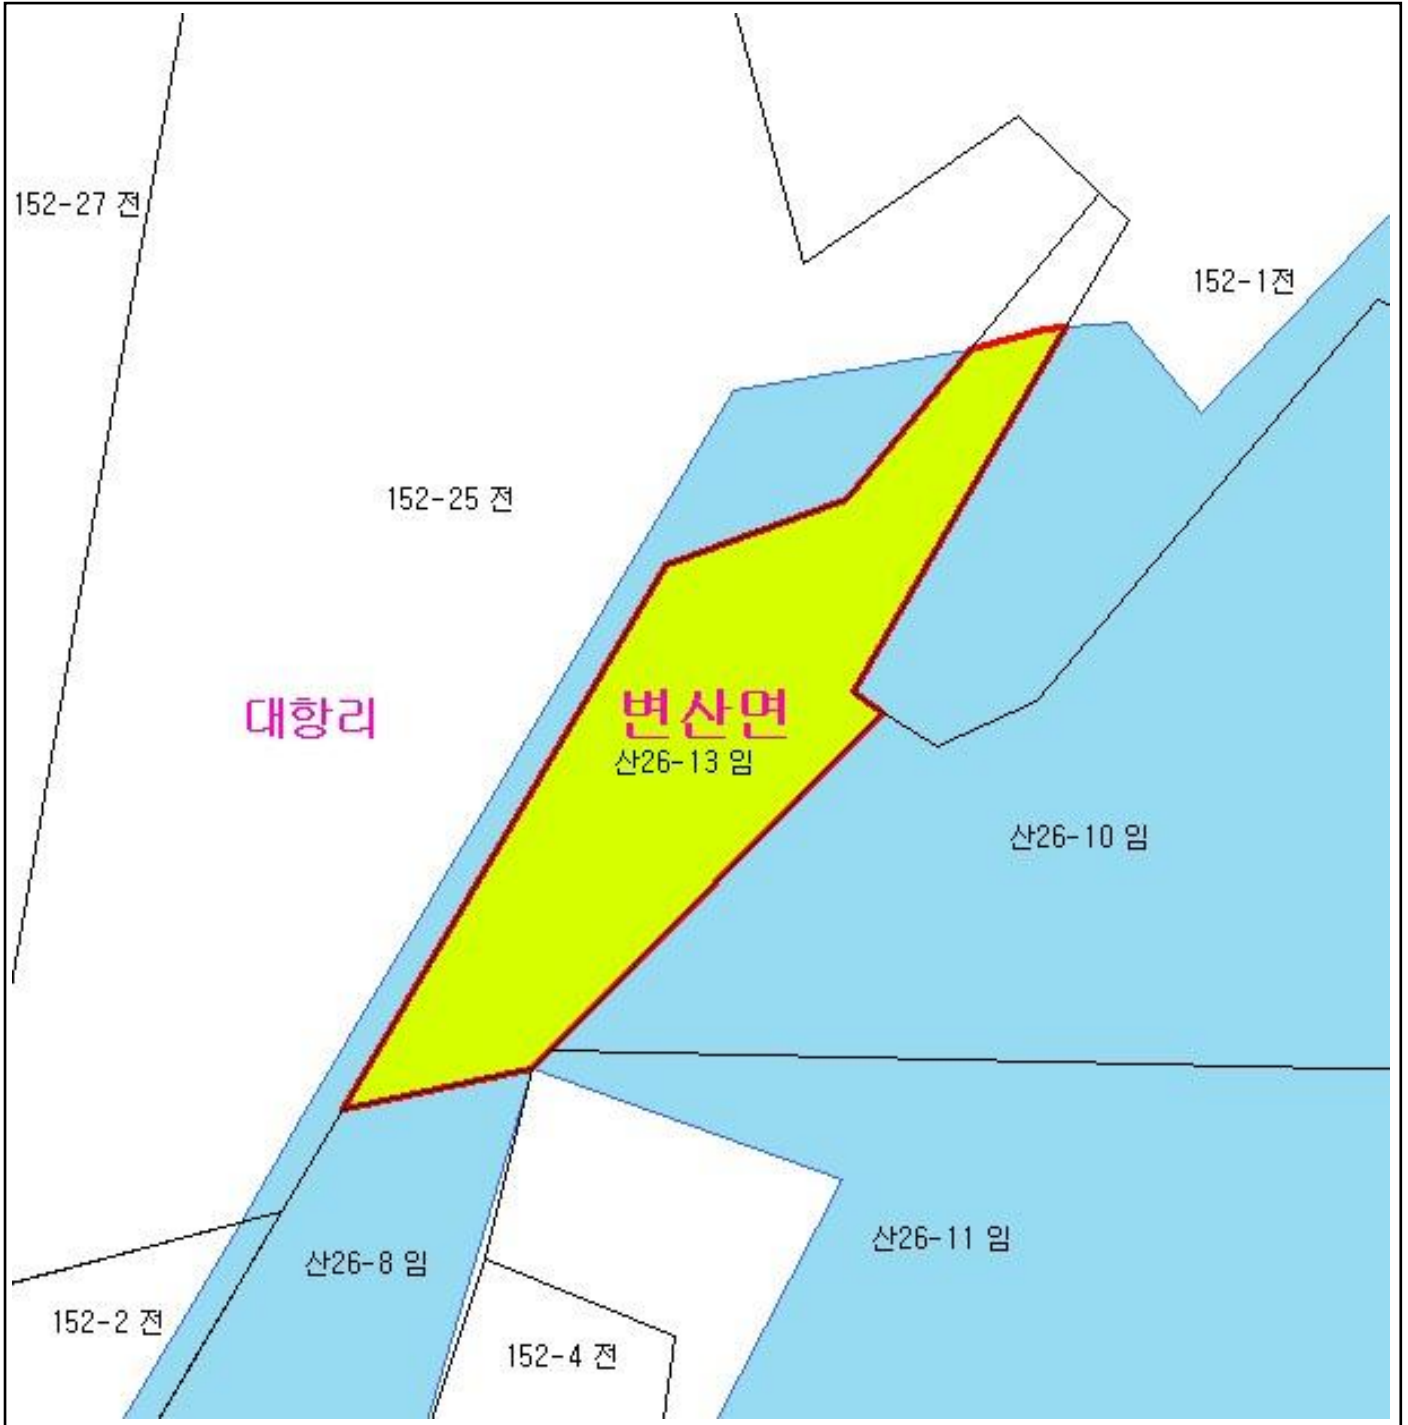 152-27 전
152-1전
152-25 전
대항리
변산면
산26-13 임
산26-10 임
산26-11 임
산26-8 임
152-2 전
152-4 전